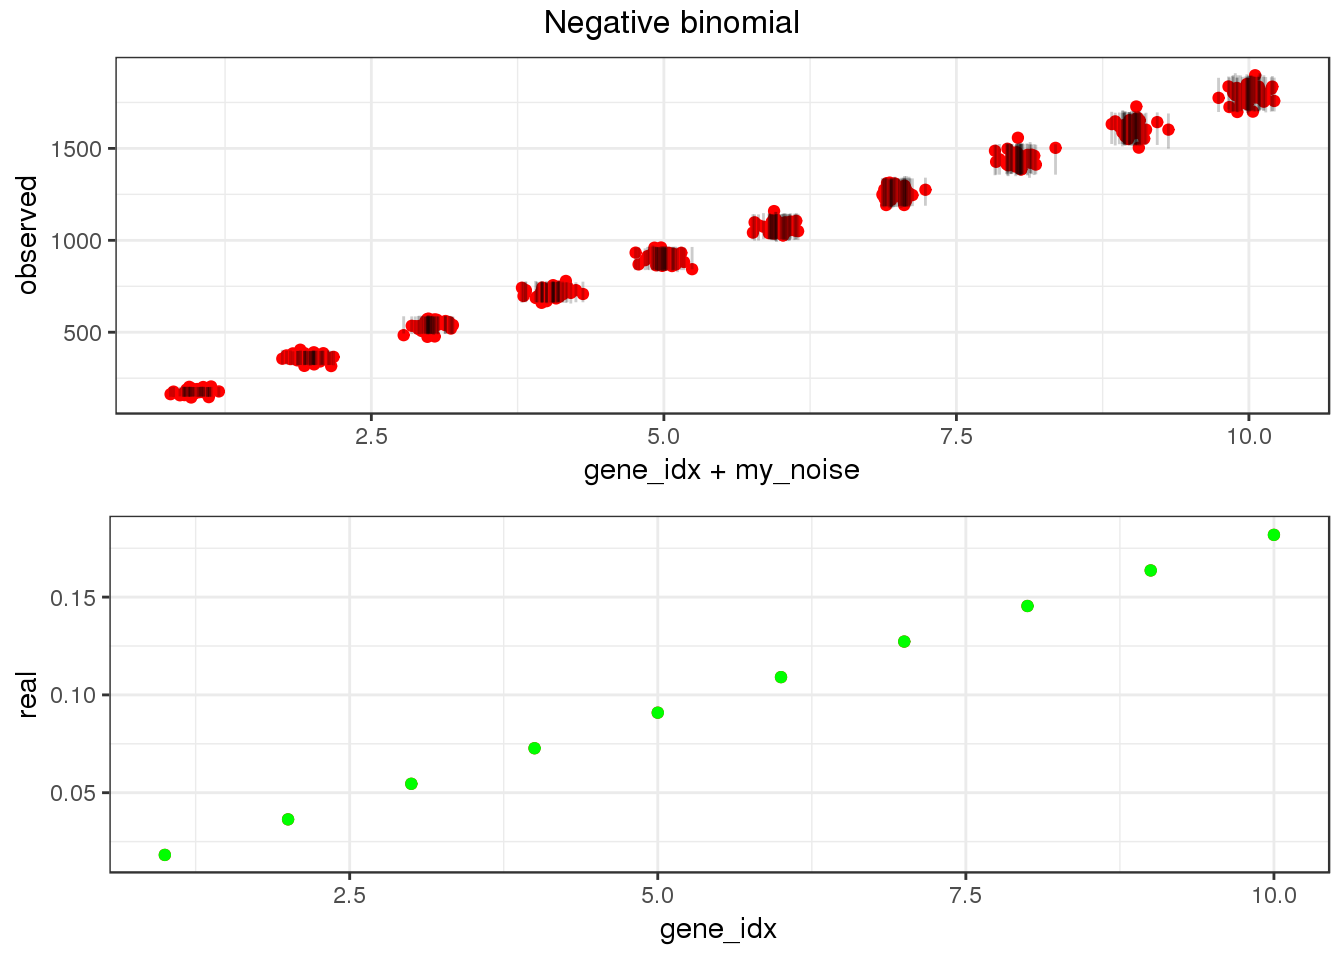 Negative binomial
observed
1500
1000
500
2.5 5.0 7.5 10.0
gene_idx + my_noise
real
0.15
0.10
0.05
2.5 5.0 7.5 10.0
gene_idx